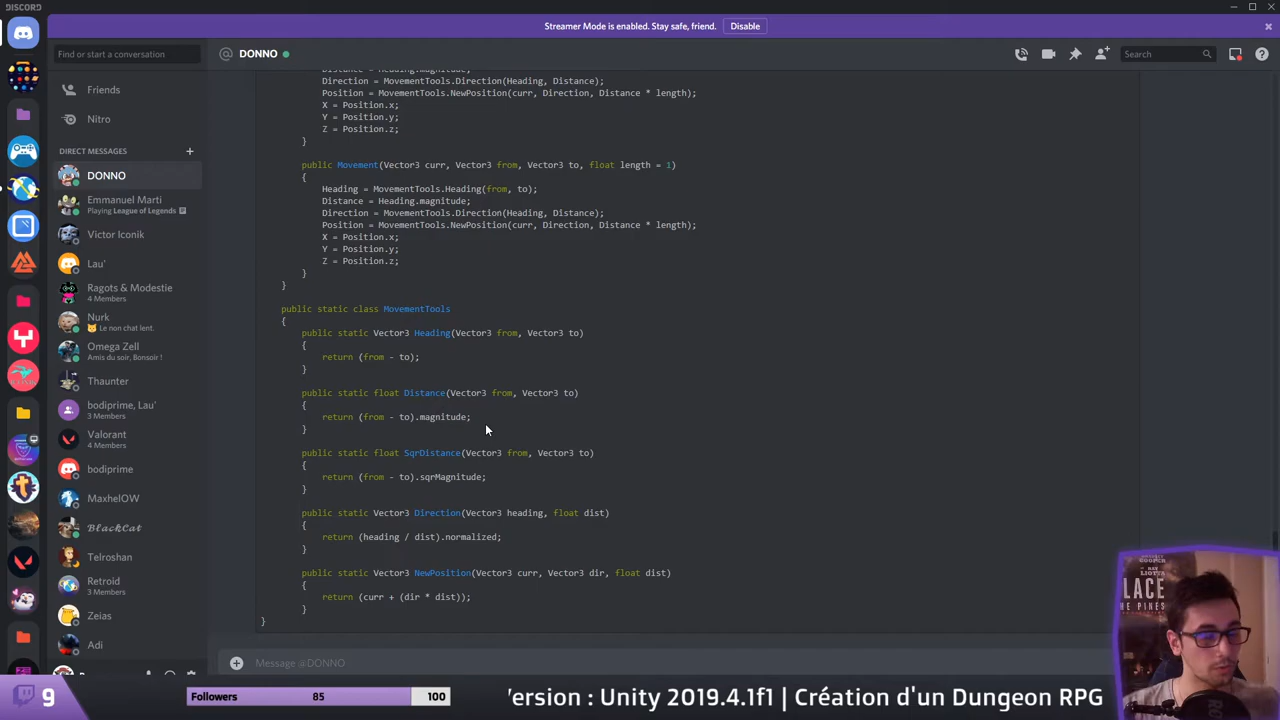 DISCORD
Streamer Mode is enabled. Stay safe, friend. Disable
Find or start a conversation
@ DONNO
Search
Friends
Nitro
DIRECT MESSAGES
DONNO
Emmanuel Marti
Playing League of Legends
Victor Iconik
Lau'
Ragots & Modestie
4 Members
Nurk
Le non chat lent.
Omega Zell
Amis du soir, Bonsoir !
Thaunter
bodiprime, Lau'
3 Members
Valorant
4 Members
bodiprime
MaxhelOW
𝓑𝓵𝓪𝓬𝓴𝓒𝓪𝓽
Telroshan
Retroid
3 Members
Zeias
Adi
Distance = Heading.magnitude;
Direction = MovementTools.Direction(Heading, Distance);
Position = MovementTools.NewPosition(curr, Direction, Distance * length);
X = Position.x;
Y = Position.y;
Z = Position.z;
}
public Movement(Vector3 curr, Vector3 from, Vector3 to, float length = 1)
{
Heading = MovementTools.Heading(from, to);
Distance = Heading.magnitude;
Direction = MovementTools.Direction(Heading, Distance);
Position = MovementTools.NewPosition(curr, Direction, Distance * length);
X = Position.x;
Y = Position.y;
Z = Position.z;
}
}
public static class MovementTools
{
public static Vector3 Heading(Vector3 from, Vector3 to)
{
return (from - to);
}
public static float Distance(Vector3 from, Vector3 to)
{
return (from - to).magnitude;
}
public static float SqrDistance(Vector3 from, Vector3 to)
{
return (from - to).sqrMagnitude;
}
public static Vector3 Direction(Vector3 heading, float dist)
{
return (heading / dist).normalized;
}
public static Vector3 NewPosition(Vector3 curr, Vector3 dir, float dist)
{
return (curr + (dir * dist));
}
}
Message @DONNO
LIOTTA
LACE
THE PINES
9
Followers 85 100
ersion : Unity 2019.4.1f1 | Création d'un Dungeon RPG